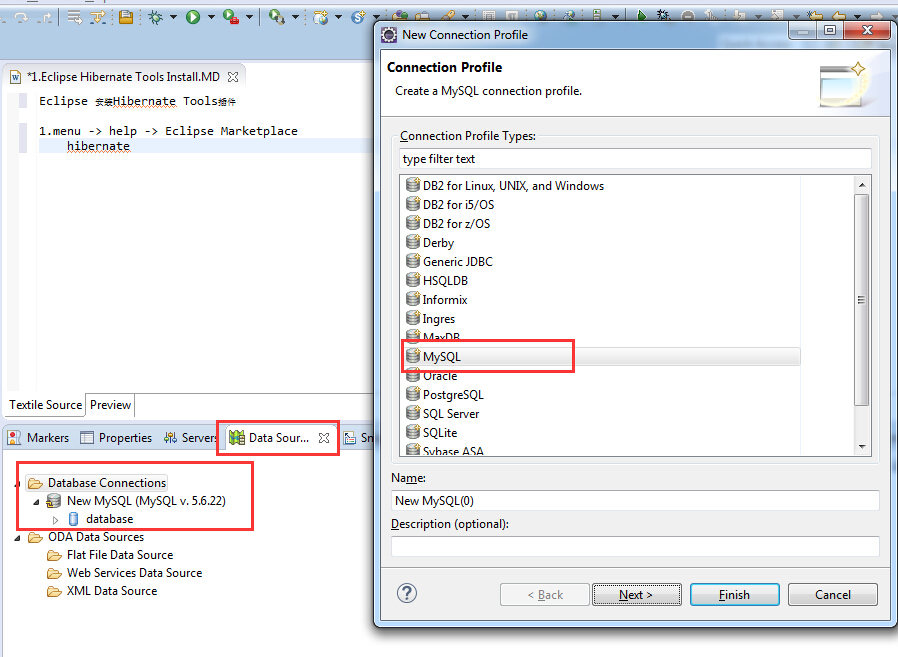 *1.Eclipse Hibernate Tools Install.MD
Eclipse 安装Hibernate Tools插件
1.menu -> help -> Eclipse Marketplace
hibernate
Textile Source
Preview
Markers
Properties
Servers
Data Sour...
Sn
Database Connections
New MySQL (MySQL v. 5.6.22)
database
ODA Data Sources
Flat File Data Source
Web Services Data Source
XML Data Source
New Connection Profile
Connection Profile
Create a MySQL connection profile.
Connection Profile Types:
type filter text
DB2 for Linux, UNIX, and Windows
DB2 for i5/OS
DB2 for z/OS
Derby
Generic JDBC
HSQLDB
Informix
Ingres
MaxDB
MySQL
Oracle
PostgreSQL
SQL Server
SQLite
Sybase ASA
Name:
New MySQL(0)
Description (optional):
?
< Back
Next >
Finish
Cancel